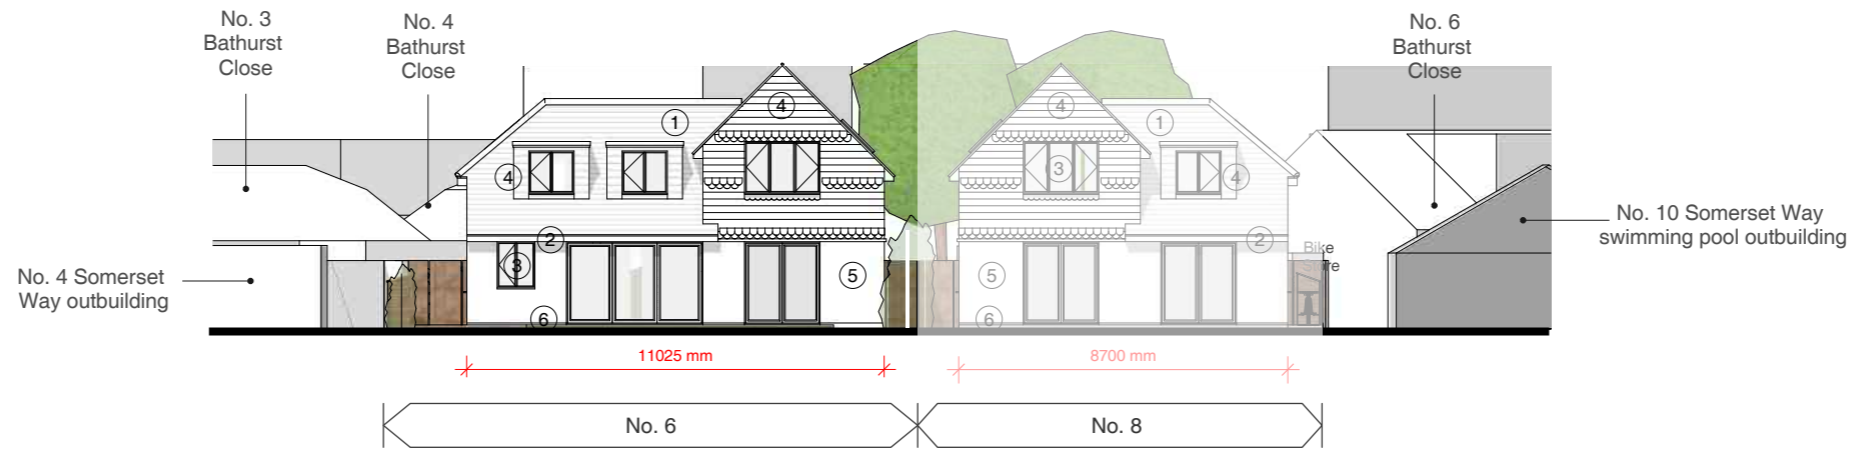 No. 3
Bathurst
Close
No. 4
Bathurst
Close
No. 6
Bathurst
Close
4
1
4
2
3
5
6
4
1
3
4
2
5
6
Bike
No. 4 Somerset
Way outbuilding
No. 10 Somerset Way
swimming pool outbuilding
11025 mm
8700 mm
No. 6
No. 8